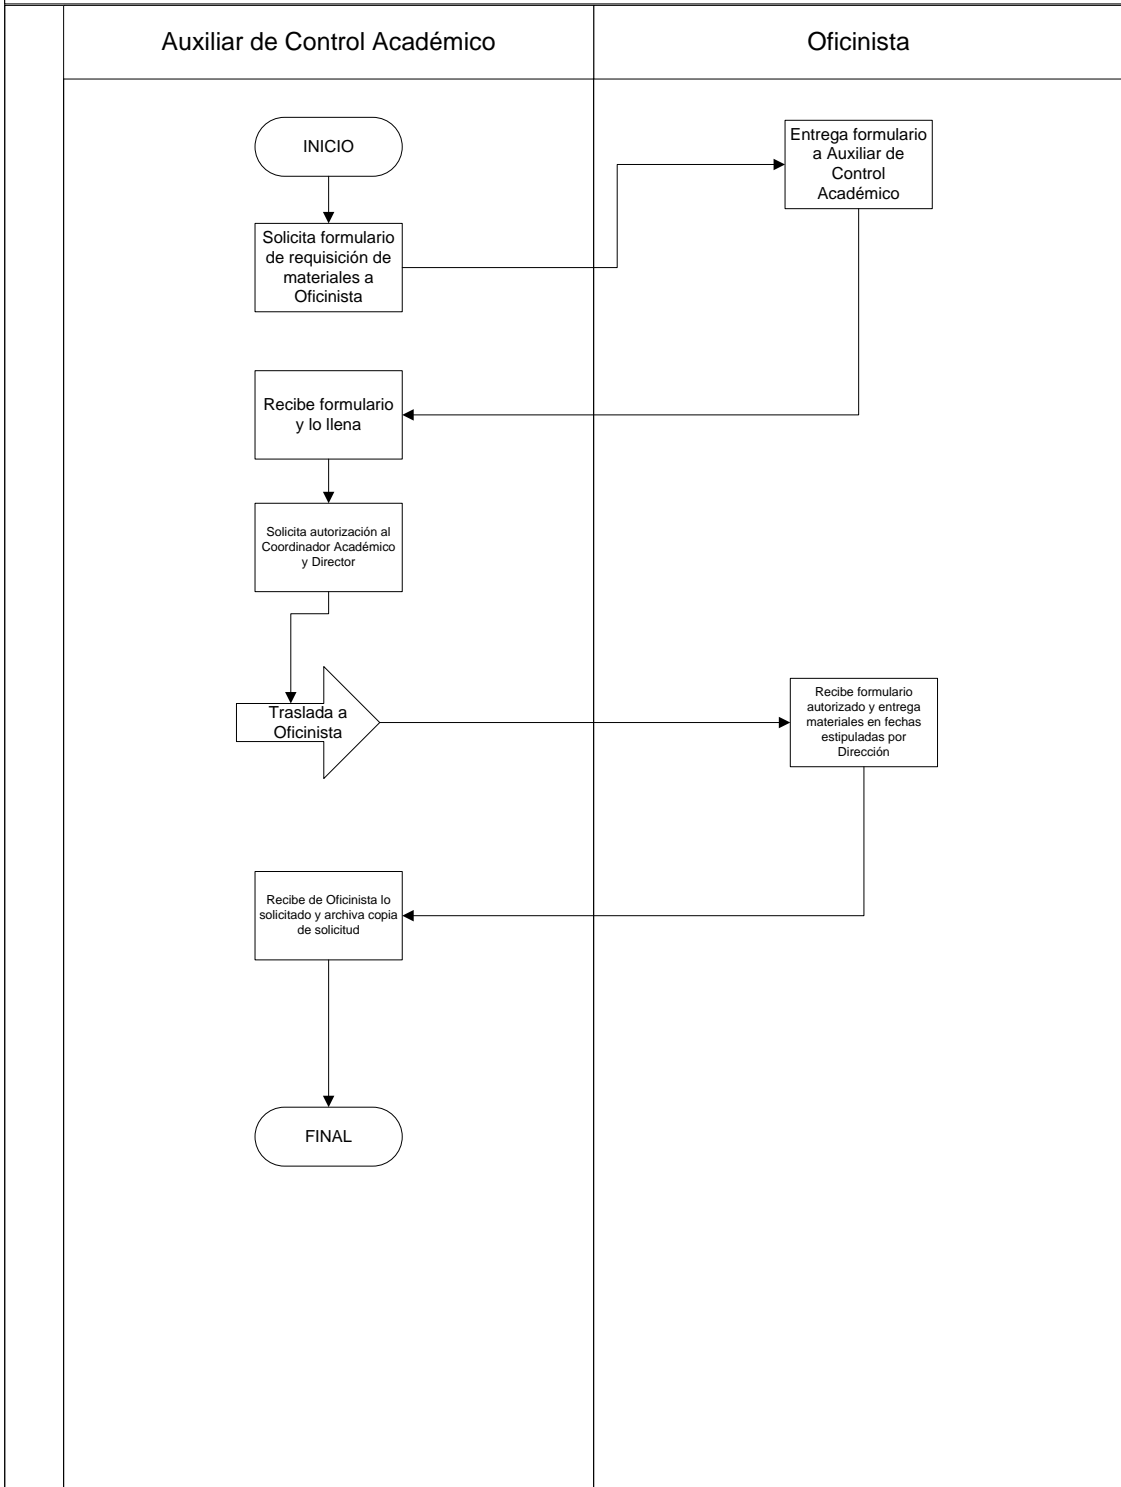 Auxiliar de Control Académico
Oficinista
INICIO
Entrega formulario
a Auxiliar de
Control
Académico
Solicita formulario
de requisición de
materiales a
Oficinista
Recibe formulario
y lo llena
Solicita autorización al
Coordinador Académico
y Director
Traslada a
Oficinista
Recibe formulario
autorizado y entrega
materiales en fechas
estipuladas por
Dirección
Recibe de Oficinista lo
solicitado y archiva copia
de solicitud
FINAL